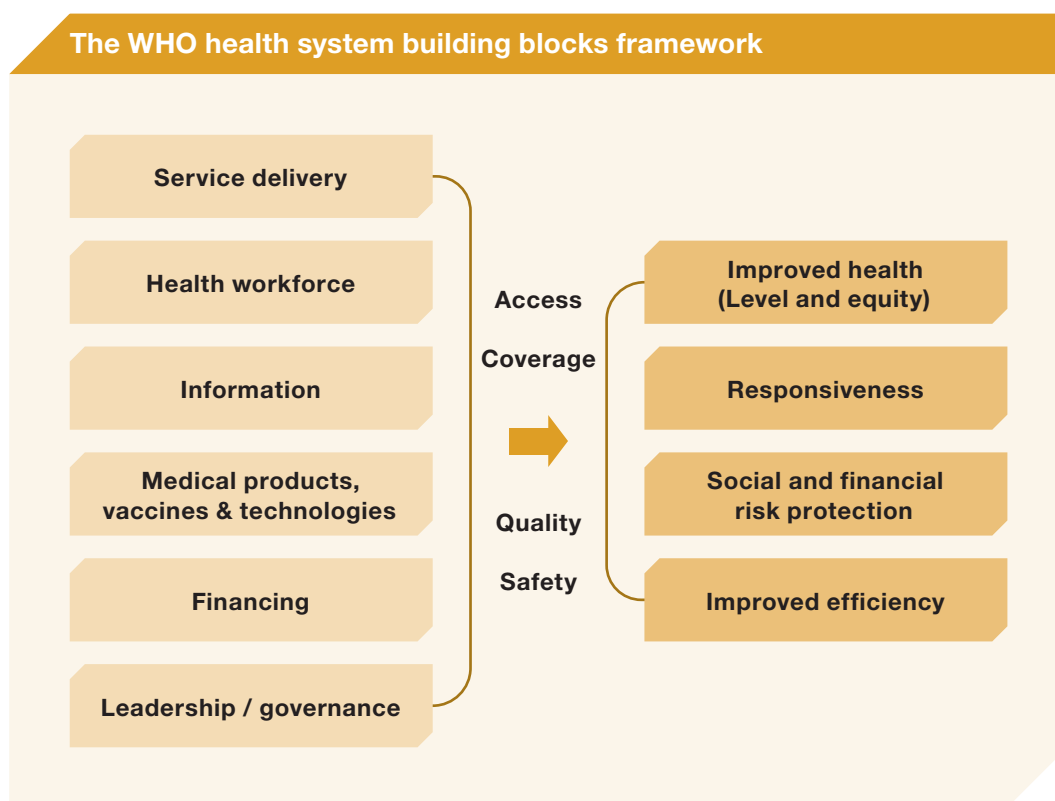 The WHO health system building blocks framework
Service delivery
Health workforce
Information
Medical products,
vaccines & technologies
Financing
Leadership / governance
Access
Coverage
Quality
Safety
Improved health
(Level and equity)
Responsiveness
Social and financial
risk protection
Improved efficiency